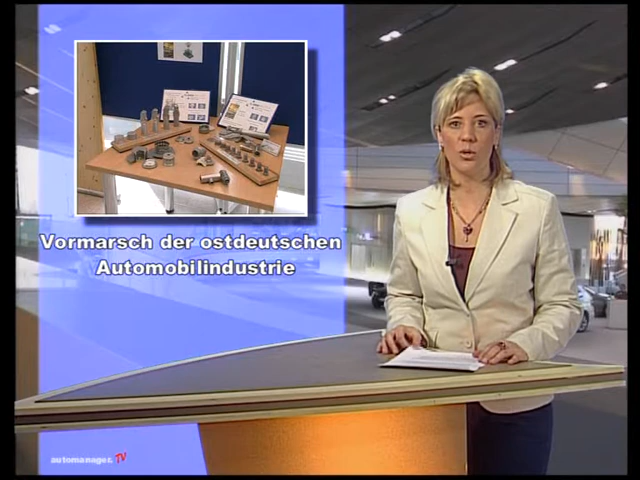 Vormarsch der ostdeutschen
Automobilindustrie
automanager.TV